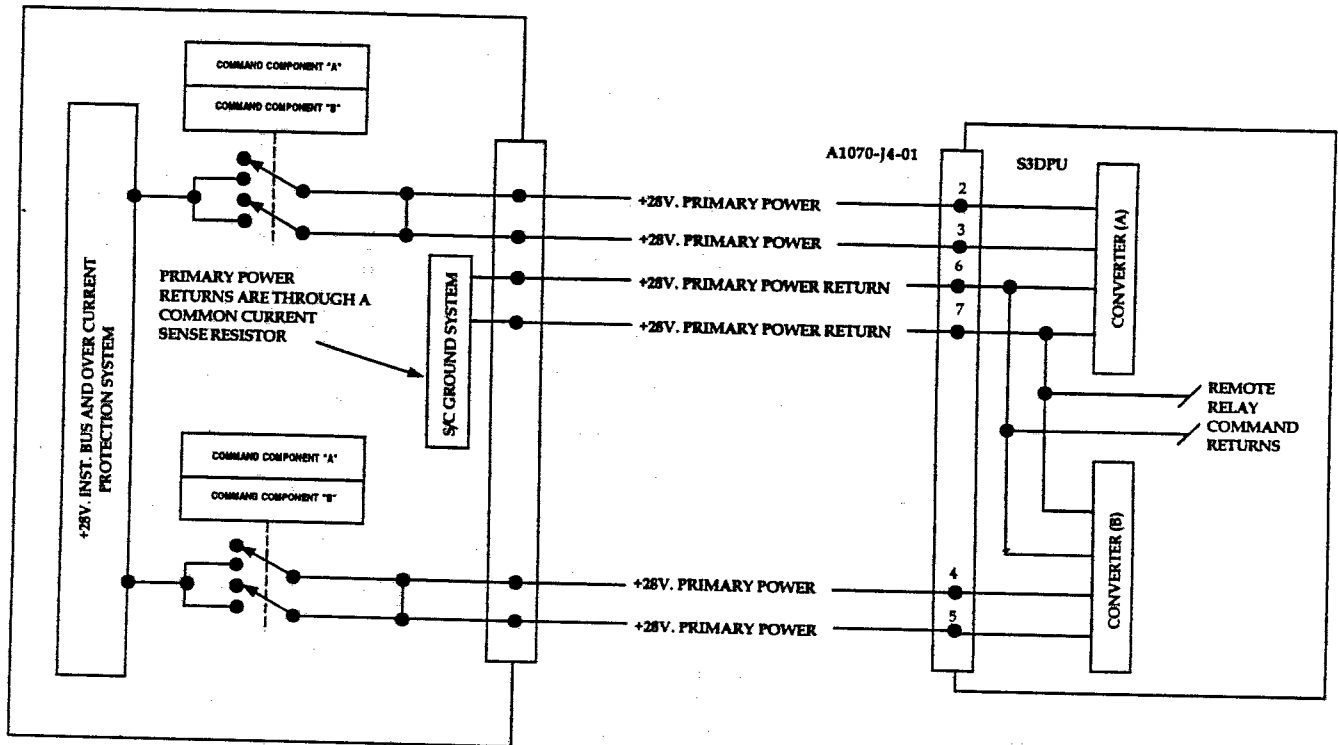 COMMAND COMPONENT "A"
COMMAND COMPONENT "B"
+28V. INST. BUS AND OVER CURRENT
PROTECTION SYSTEM
PRIMARY POWER
RETURNS ARE THROUGH A
COMMON CURRENT
SENSE RESISTOR
S/C GROUND SYSTEM
COMMAND COMPONENT "A"
COMMAND COMPONENT "B"
+28V. PRIMARY POWER
+28V. PRIMARY POWER
+28V. PRIMARY POWER RETURN
+28V. PRIMARY POWER RETURN
+28V. PRIMARY POWER
+28V. PRIMARY POWER
A1070-J4-01
S3DPU
2
3
6
7
4
5
CONVERTER (A)
REMOTE
RELAY
COMMAND
RETURNS
CONVERTER (B)